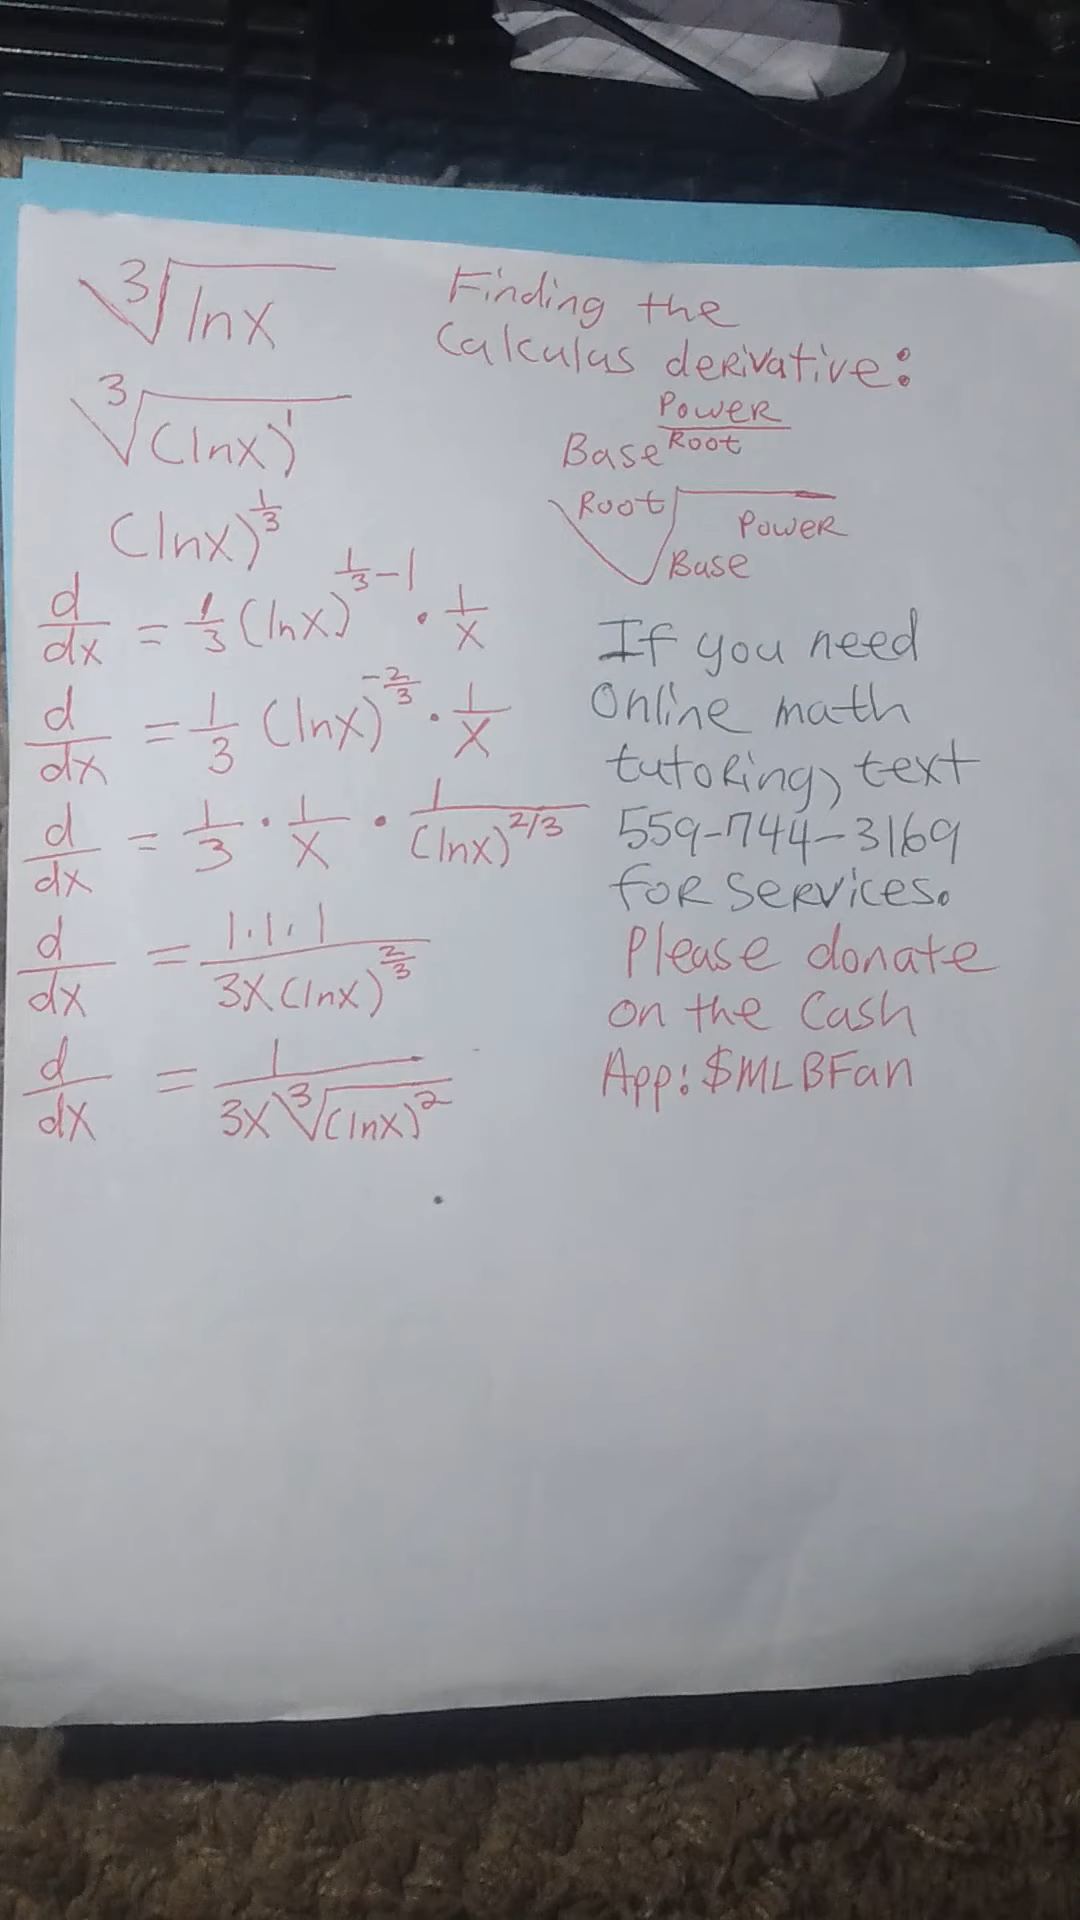 ∛lnx
∛(lnx)¹
(lnx)^(1/3)
d/dx = 1/3 (lnx)^(1/3 - 1) · 1/x
d/dx = 1/3 (lnx)^(-2/3) · 1/x
d/dx = 1/3 · 1/x · 1/(lnx)^(2/3)
d/dx = 1·1·1/3x(lnx)^(2/3)
d/dx = 1/3x∛(lnx)²
Finding the
Calculus derivative:
Power
Base Root
Root
Power
Base
If you need
Online math
tutoring, text
559-744-3169
for services.
Please donate
on the Cash
App: $MLBFan